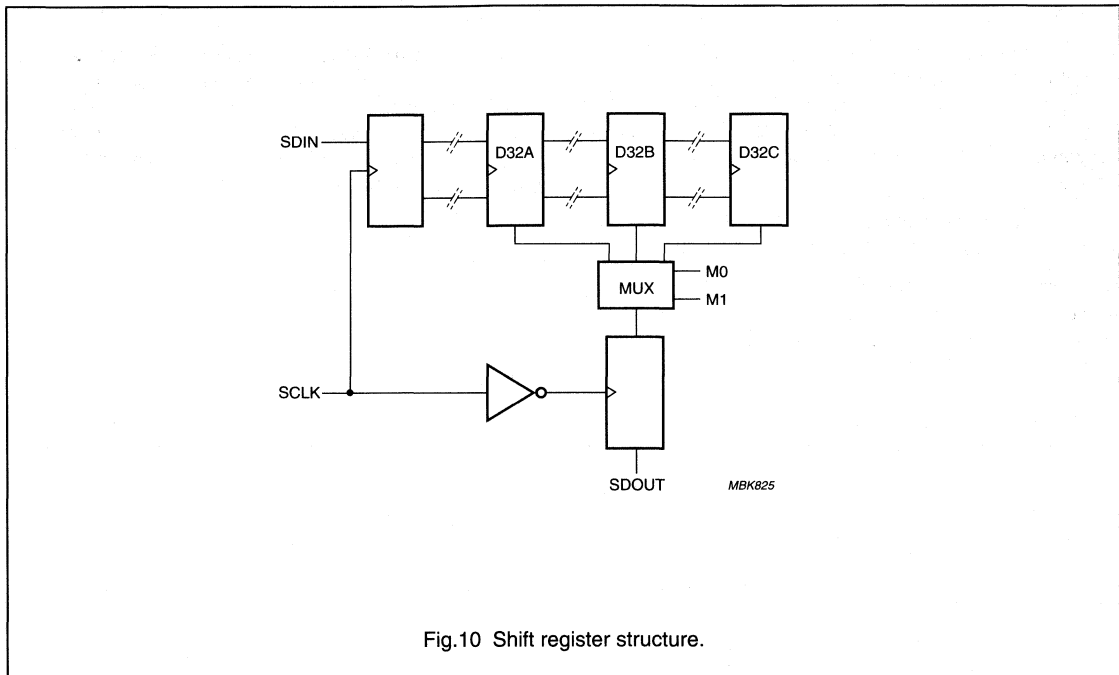 SDIN
D32A
D32B
D32C
M0
MUX
M1
SCLK
SDOUT
MBK825
Fig.10 Shift register structure.